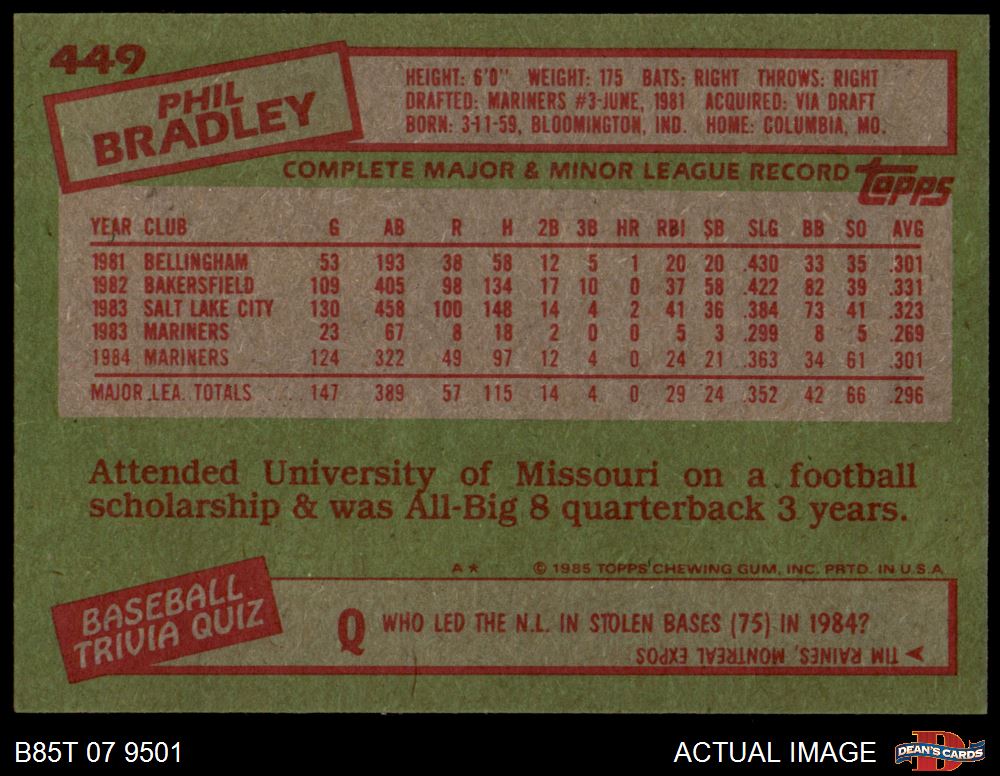 449
PHIL
BRADLEY
HEIGHT: 6'0" WEIGHT: 175 BATS: RIGHT THROWS: RIGHT
DRAFTED: MARINERS #3-JUNE, 1981 ACQUIRED: VIA DRAFT
BORN: 3-11-59, BLOOMINGTON, IND. HOME: COLUMBIA, MO.
COMPLETE MAJOR & MINOR LEAGUE RECORD topps
YEAR CLUB G AB R H 2B 3B HR RBI SB SLG BB SO AVG
1981 BELLINGHAM 53 193 38 58 12 5 1 20 20 .430 33 35 .301
1982 BAKERSFIELD 109 405 98 134 17 10 0 37 58 .422 82 39 .331
1983 SALT LAKE CITY 130 458 100 148 14 4 2 41 36 .384 73 41 .323
1983 MARINERS 23 67 8 18 2 0 0 5 3 .299 8 5 .269
1984 MARINERS 124 322 49 97 12 4 0 24 21 .363 34 61 .301
MAJOR LEA. TOTALS 147 389 57 115 14 4 0 29 24 .352 42 66 .296
Attended University of Missouri on a football
scholarship & was All-Big 8 quarterback 3 years.
A★ © 1985 TOPPS CHEWING GUM, INC. PRTD. IN U.S.A.
BASEBALL
TRIVIA QUIZ
Q WHO LED THE N.L. IN STOLEN BASES (75) IN 1984?
TIM RAINES, MONTREAL EXPOS
B85T 07 9501
ACTUAL IMAGE
DEAN'S CARDS